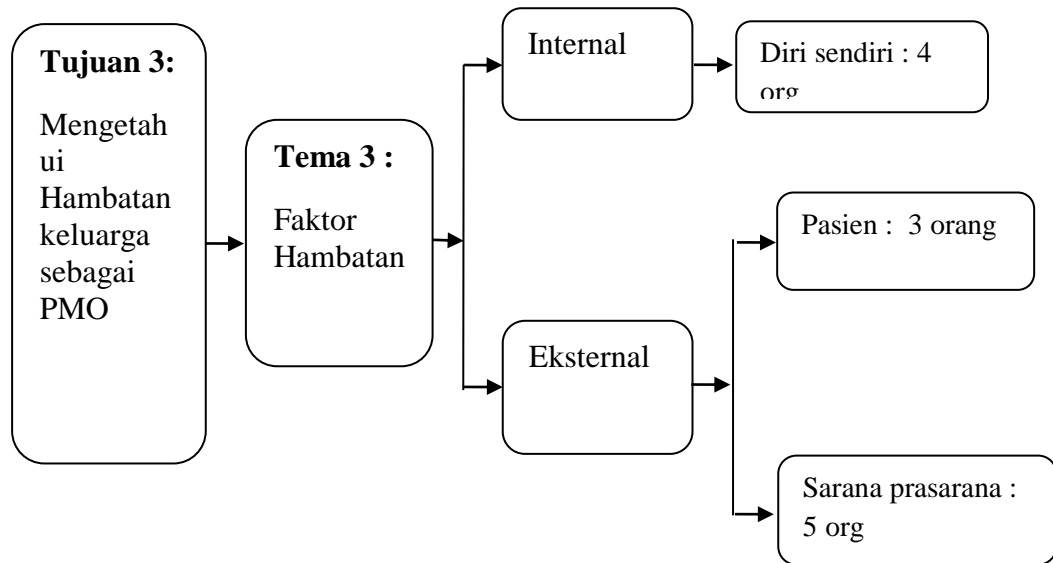 Tujuan 3:
Mengetah
ui
Hambatan
keluarga
sebagai
PMO
Tema 3 :
Faktor
Hambatan
Internal
Diri sendiri : 4
org
Eksternal
Pasien :  3 orang
Sarana prasarana :
5 org